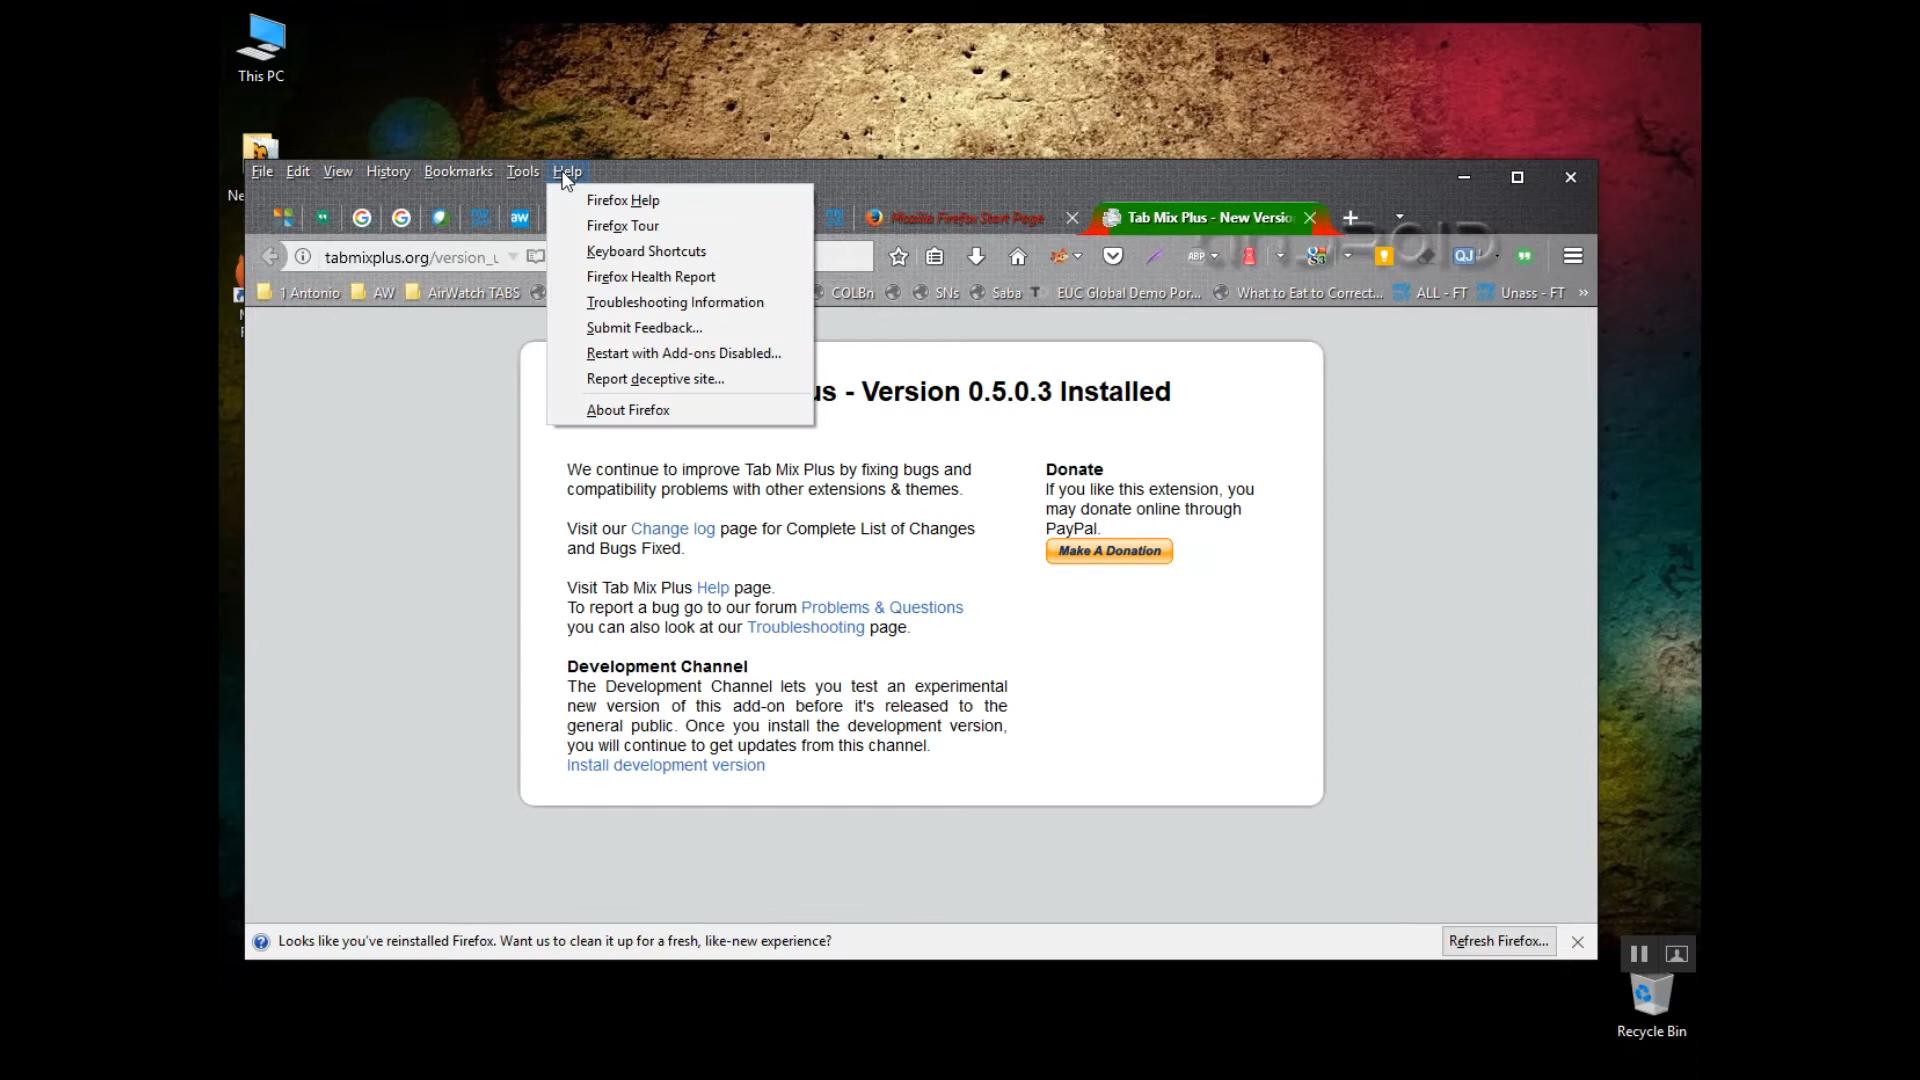 This PC
Ne
File Edit View History Bookmarks Tools Help
aw Mozilla Firefox Start Page Tab Mix Plus - New Versio
tabmixplus.org/version_u ABP QJ
1 Antonio AW AirWatch TABS COLBn SNs Saba EUC Global Demo Por... What to Eat to Correct... ALL - FT Unass - FT »
Firefox Help
Firefox Tour
Keyboard Shortcuts
Firefox Health Report
Troubleshooting Information
Submit Feedback...
Restart with Add-ons Disabled...
Report deceptive site...
About Firefox
us - Version 0.5.0.3 Installed
We continue to improve Tab Mix Plus by fixing bugs and
compatibility problems with other extensions & themes.
Visit our Change log page for Complete List of Changes
and Bugs Fixed.
Visit Tab Mix Plus Help page.
To report a bug go to our forum Problems & Questions
you can also look at our Troubleshooting page.
Development Channel
The Development Channel lets you test an experimental
new version of this add-on before it's released to the
general public. Once you install the development version,
you will continue to get updates from this channel.
Install development version
Donate
If you like this extension, you
may donate online through
PayPal.
Make A Donation
Looks like you've reinstalled Firefox. Want us to clean it up for a fresh, like-new experience? Refresh Firefox...
Recycle Bin